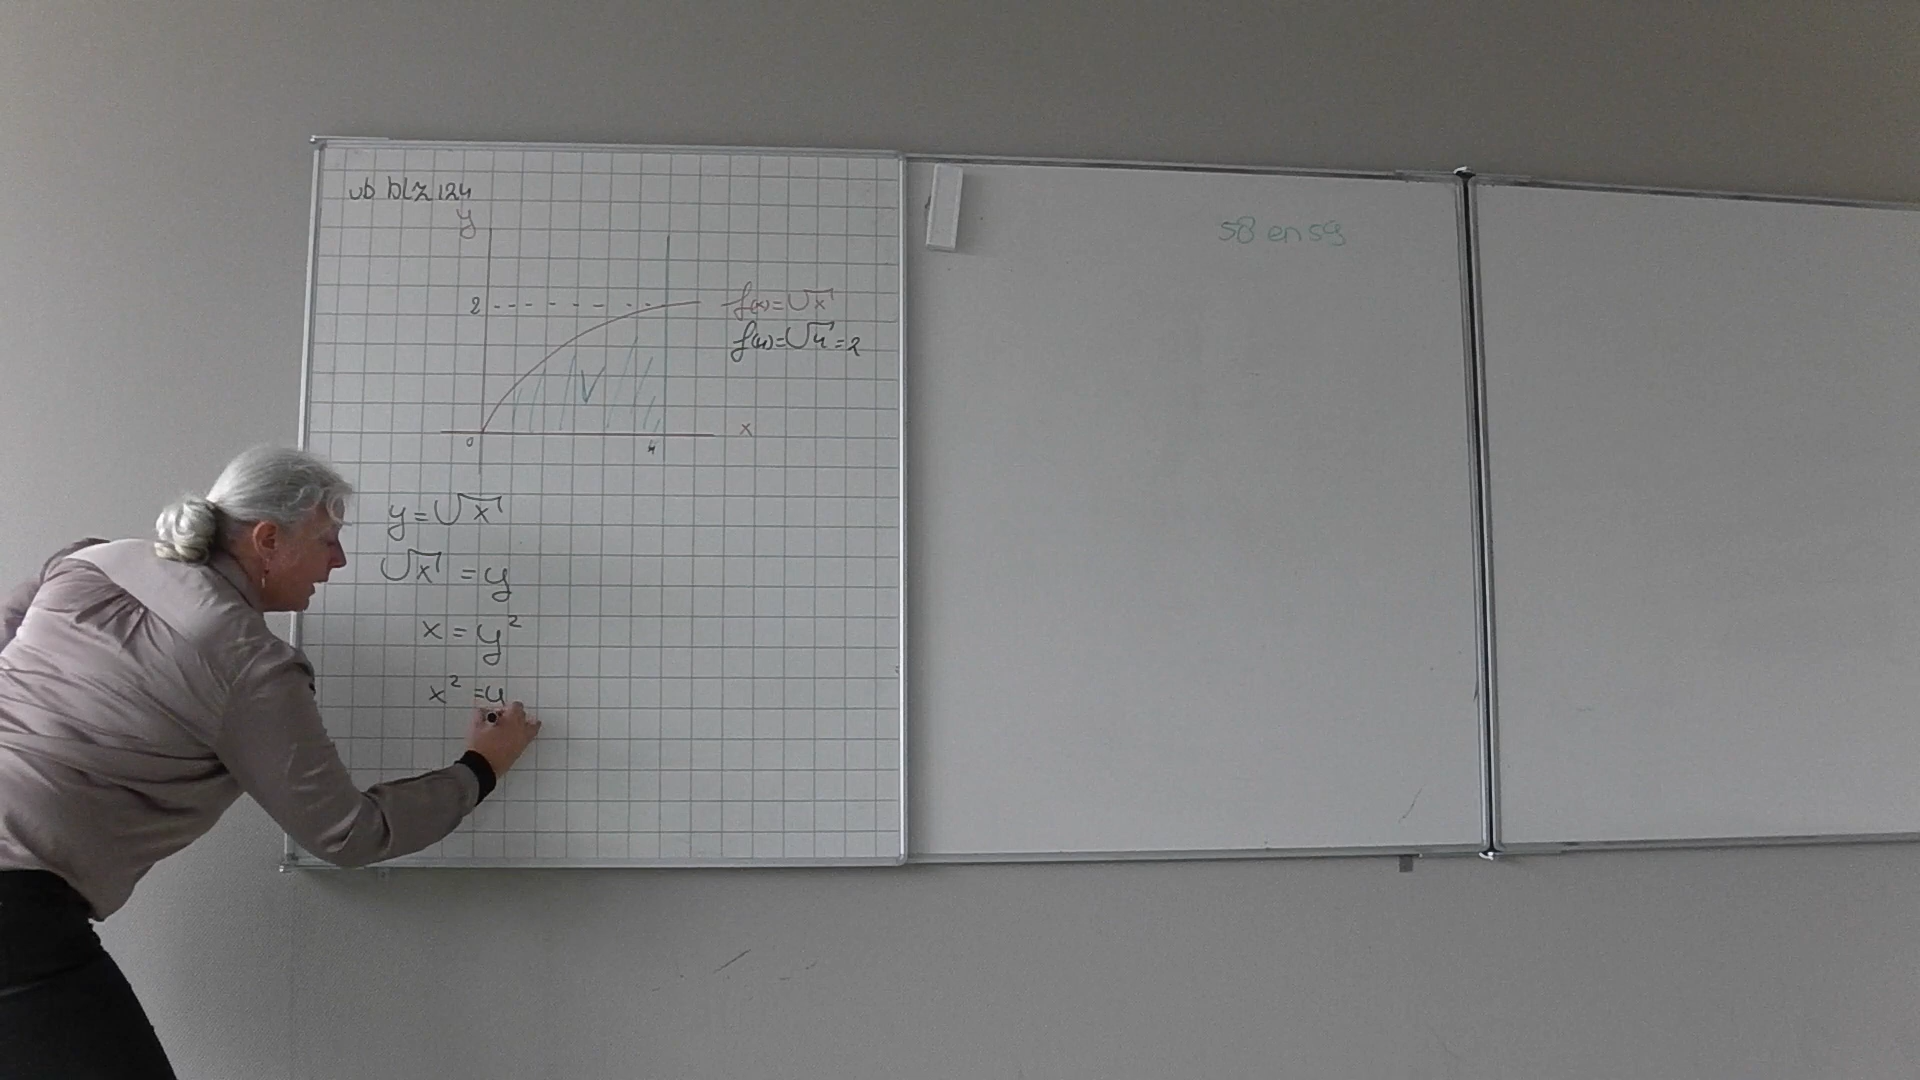 vb blz 124
y
2
f(x)=√x
f(4)=√4=2
V
x
0
4
y=√x
√x =y
x=y²
x²=y
58 en 59